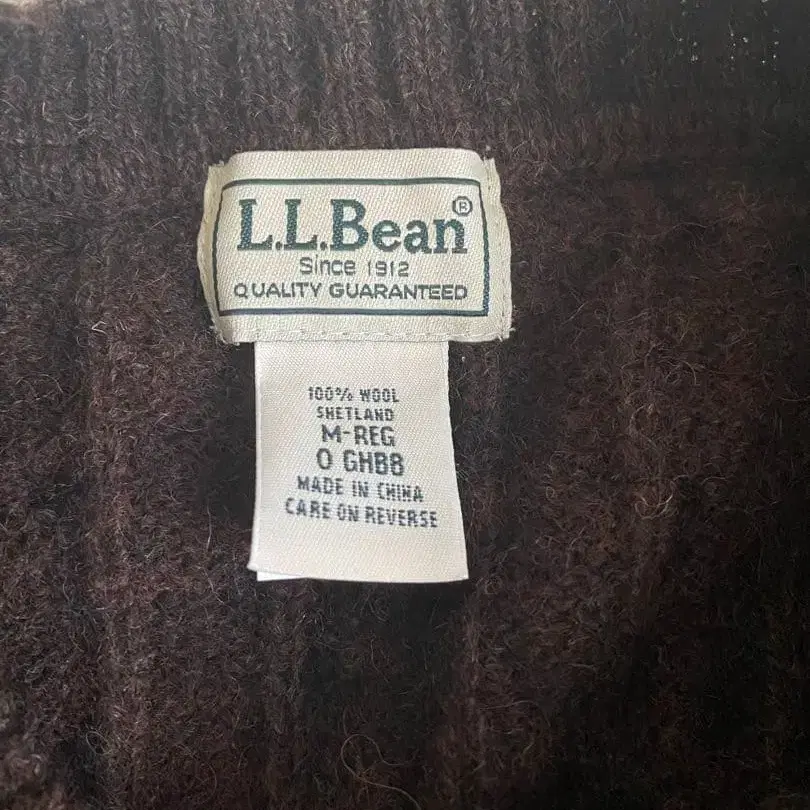 L.L.Bean®
Since 1912
QUALITY GUARANTEED
100% WOOL
SHETLAND
M-REG
0 GHB8
MADE IN CHINA
CARE ON REVERSE